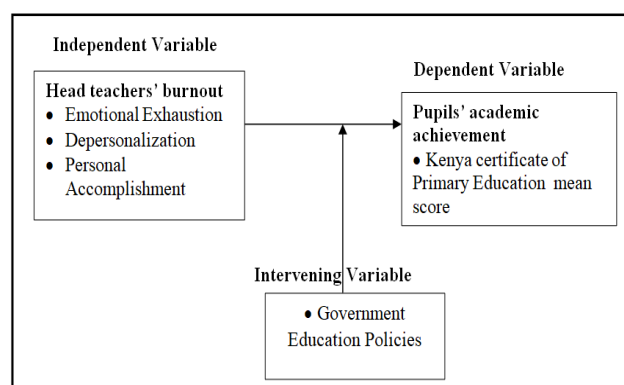 Independent Variable
Head teachers' burnout
• Emotional Exhaustion
• Depersonalization
• Personal
Accomplishment
Dependent Variable
Pupils' academic
achievement
• Kenya certificate of
Primary Education mean
score
Intervening Variable
• Government
Education Policies